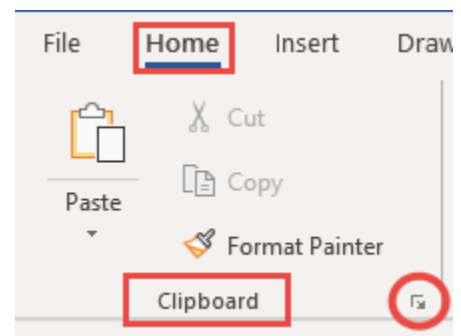 File Home Insert Draw
Cut
Copy
Paste
Format Painter
Clipboard